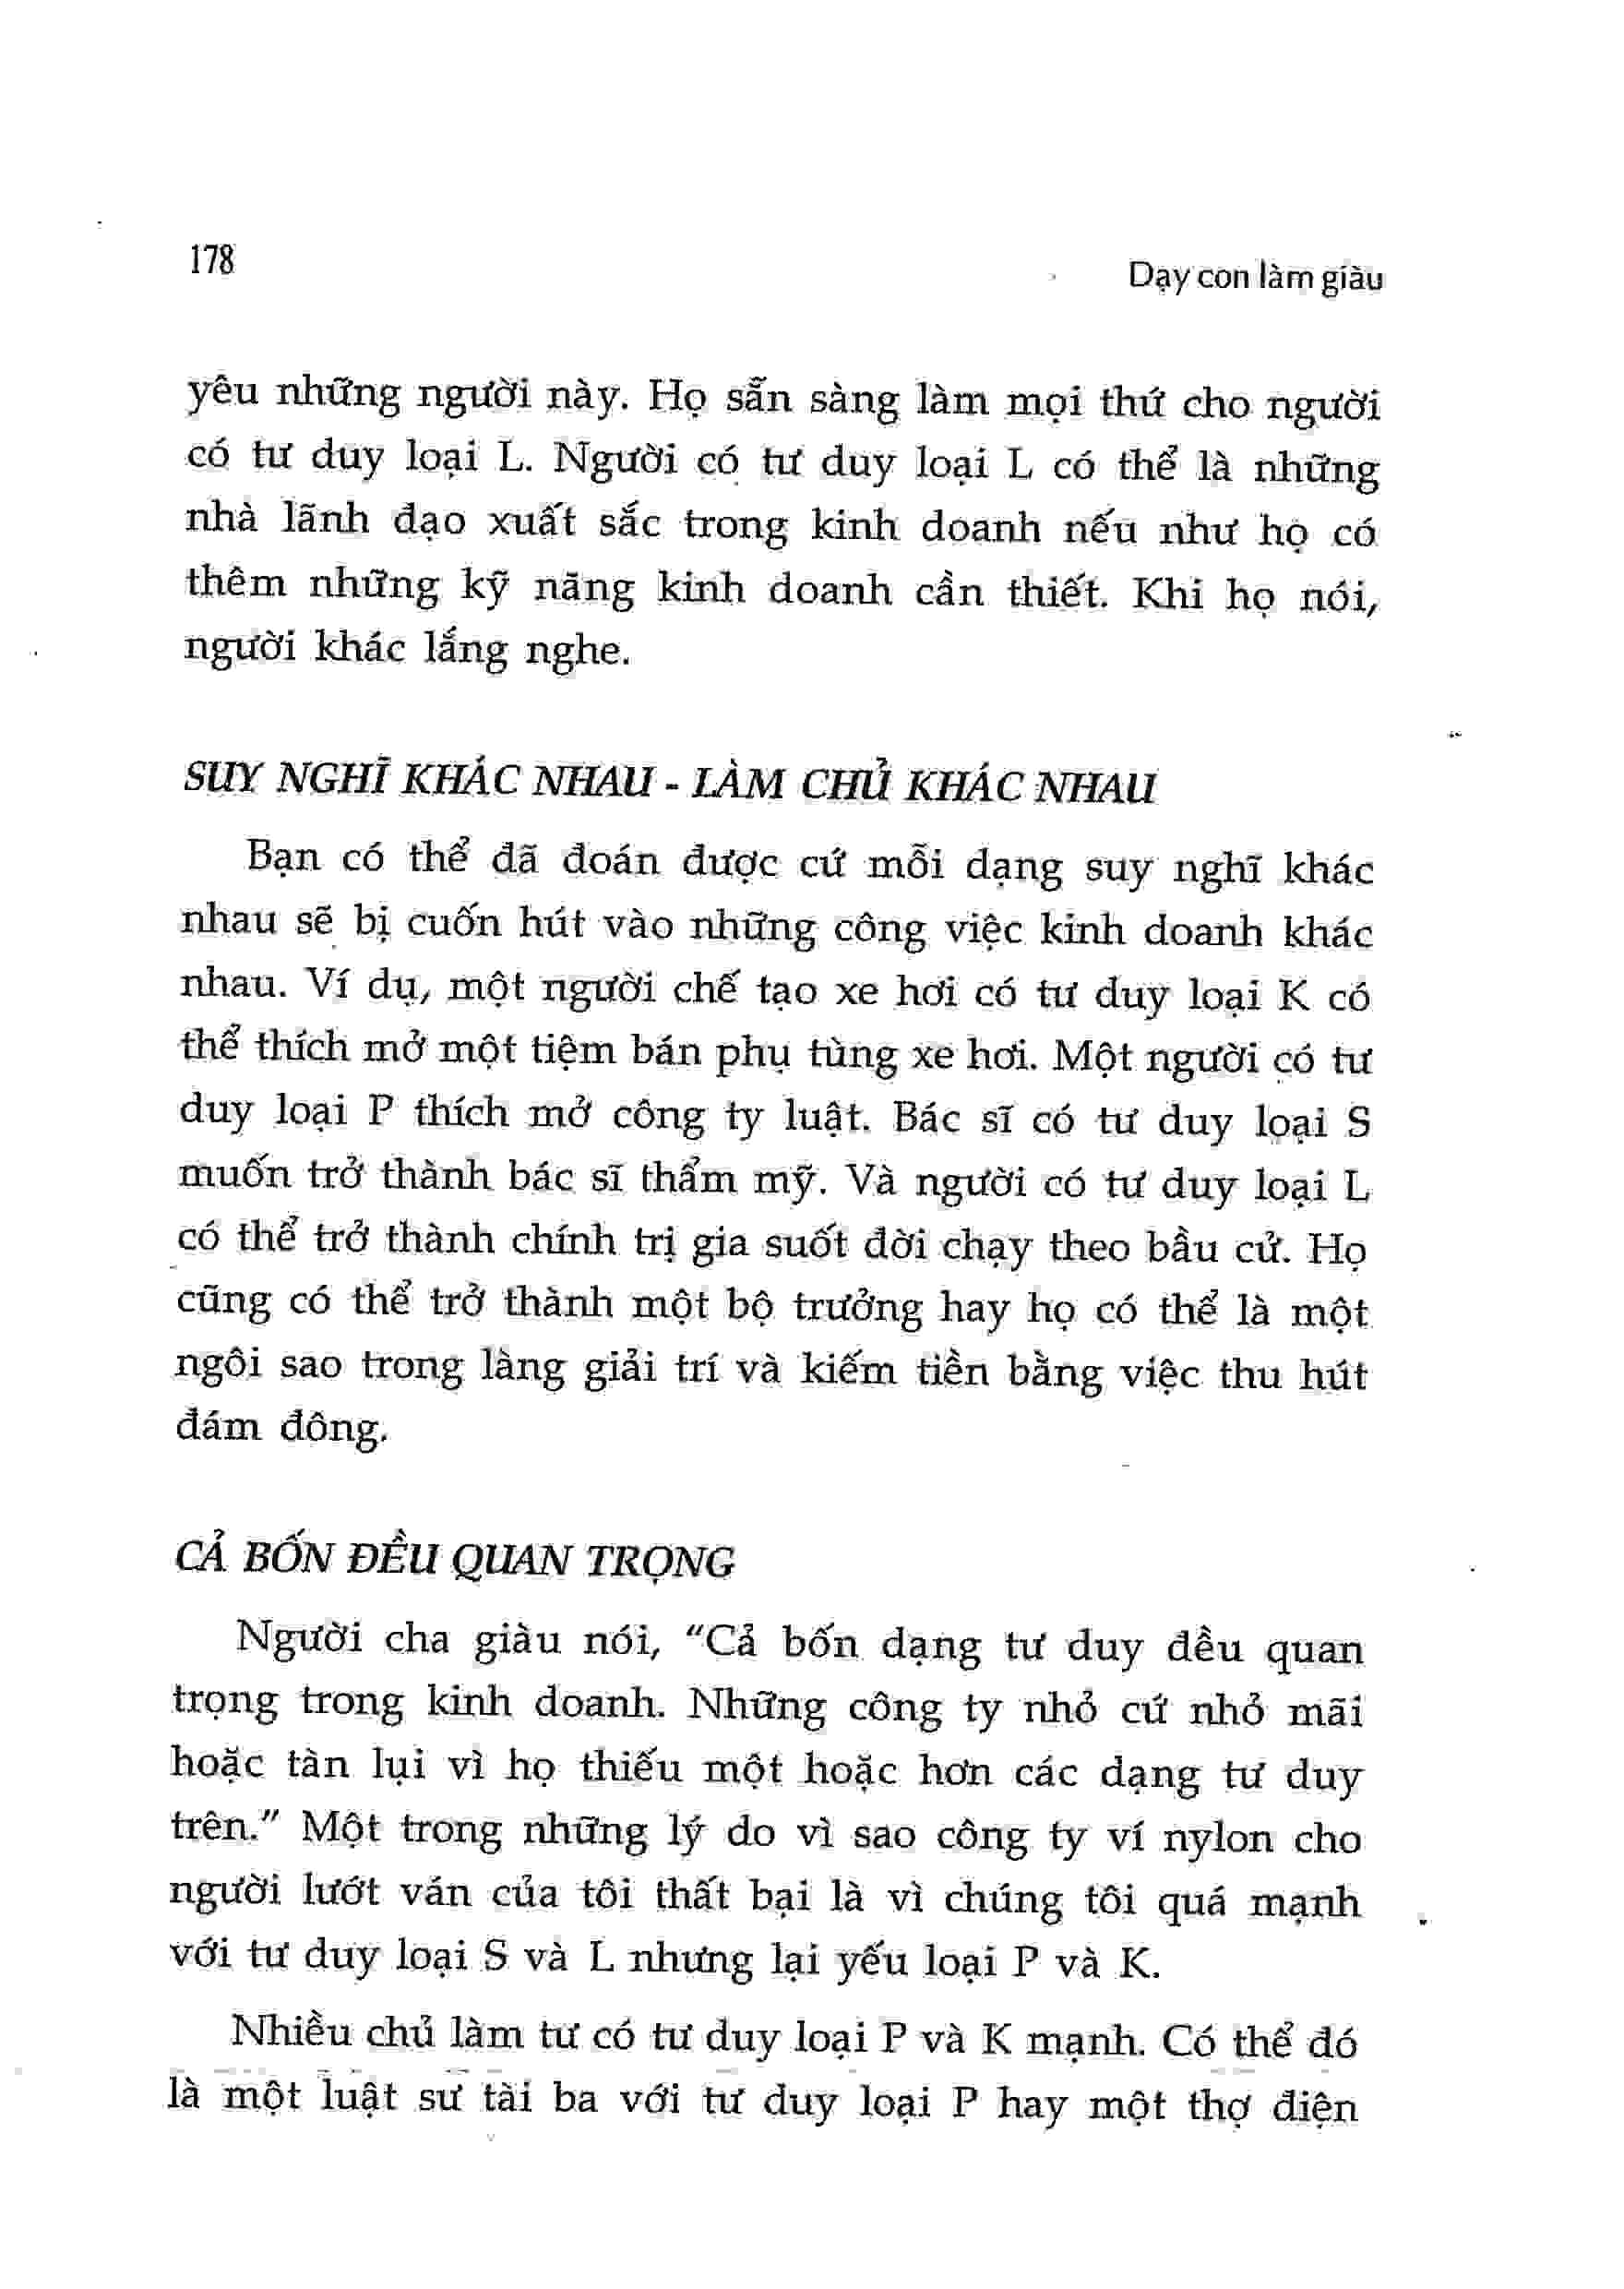 178
Dạy con làm giàu
yêu những người này. Họ sẵn sàng làm mọi thứ cho người
có tư duy loại L. Người có tư duy loại L có thể là những
nhà lãnh đạo xuất sắc trong kinh doanh nếu như họ có
thêm những kỹ năng kinh doanh cần thiết. Khi họ nói,
người khác lắng nghe.
SUY NGHĨ KHÁC NHAU - LÀM CHỦ KHÁC NHAU
Bạn có thể đã đoán được cứ mỗi dạng suy nghĩ khác
nhau sẽ bị cuốn hút vào những công việc kinh doanh khác
nhau. Ví dụ, một người chế tạo xe hơi có tư duy loại K có
thể thích mở một tiệm bán phụ tùng xe hơi. Một người có tư
duy loại P thích mở công ty luật. Bác sĩ có tư duy loại S
muốn trở thành bác sĩ thẩm mỹ. Và người có tư duy loại L
có thể trở thành chính trị gia suốt đời chạy theo bầu cử. Họ
cũng có thể trở thành một bộ trưởng hay họ có thể là một
ngôi sao trong làng giải trí và kiếm tiền bằng việc thu hút
đám đông.
CẢ BỐN ĐỀU QUAN TRỌNG
Người cha giàu nói, "Cả bốn dạng tư duy đều quan
trọng trong kinh doanh. Những công ty nhỏ cứ nhỏ mãi
hoặc tàn lụi vì họ thiếu một hoặc hơn các dạng tư duy
trên." Một trong những lý do vì sao công ty ví nylon cho
người lướt ván của tôi thất bại là vì chúng tôi quá mạnh
với tư duy loại S và L nhưng lại yếu loại P và K.
Nhiều chủ làm tư có tư duy loại P và K mạnh. Có thể đó
là một luật sư tài ba với tư duy loại P hay một thợ điện